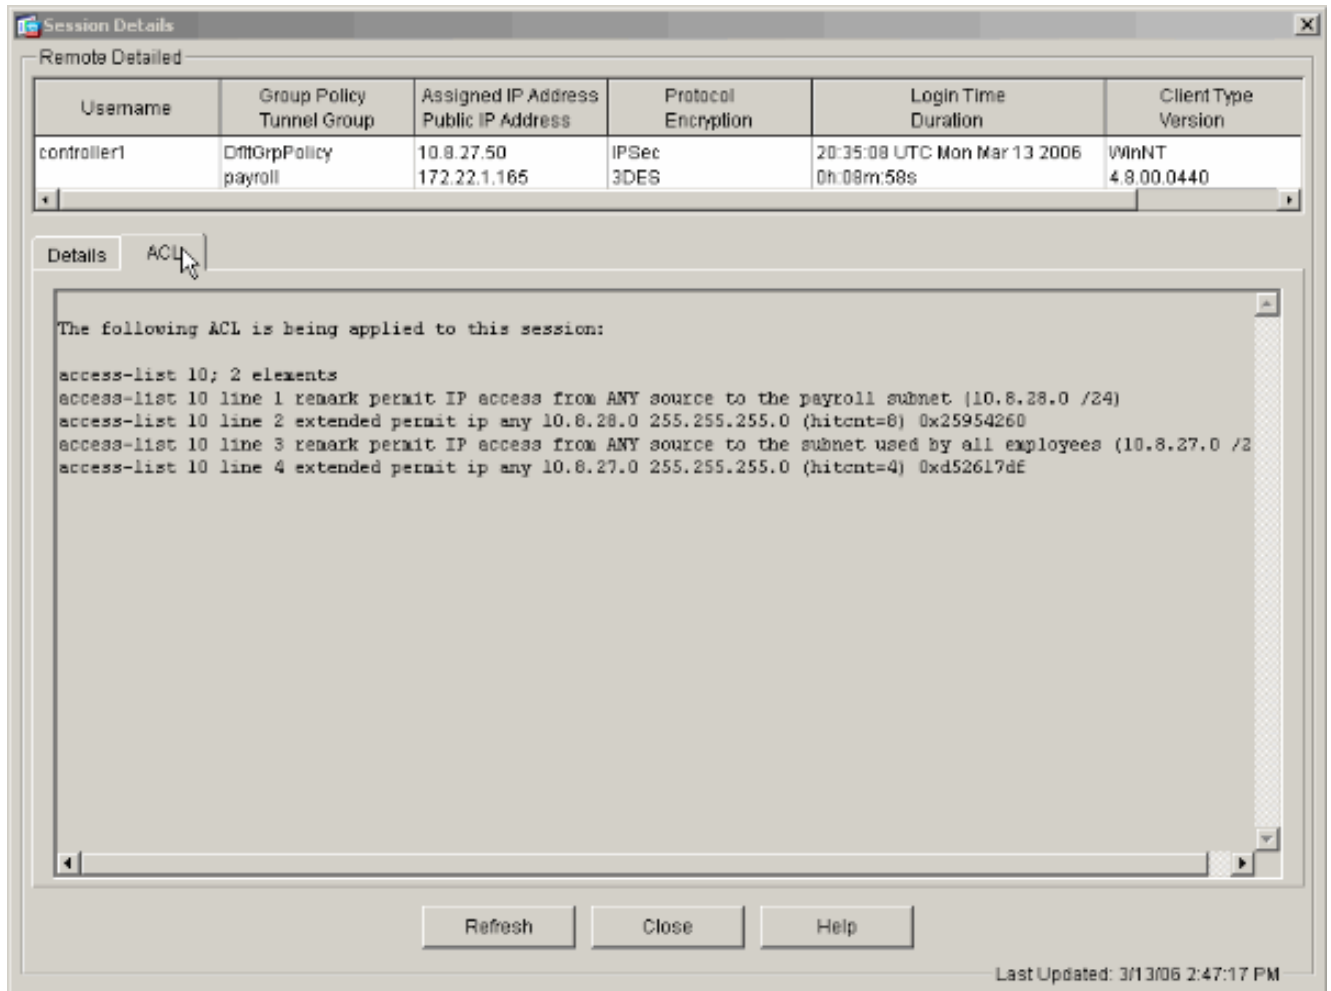 Session Details
Remote Detailed
Username
Group Policy
Tunnel Group
Assigned IP Address
Public IP Address
Protocol
Encryption
Login Time
Duration
Client Type
Version
controller1
DfltGrpPolicy
payroll
10.8.27.50
172.22.1.165
IPSec
3DES
20:35:08 UTC Mon Mar 13 2006
0h:08m:58s
WinNT
4.8.00.0440
Details
ACL
The following ACL is being applied to this session:
access-list 10; 2 elements
access-list 10 line 1 remark permit IP access from ANY source to the payroll subnet (10.8.28.0 /24)
access-list 10 line 2 extended permit ip any 10.8.28.0 255.255.255.0 (hitcnt=8) 0x25954260
access-list 10 line 3 remark permit IP access from ANY source to the subnet used by all employees (10.8.27.0 /2
access-list 10 line 4 extended permit ip any 10.8.27.0 255.255.255.0 (hitcnt=4) 0xd52617df
Refresh
Close
Help
Last Updated: 3/13/06 2:47:17 PM